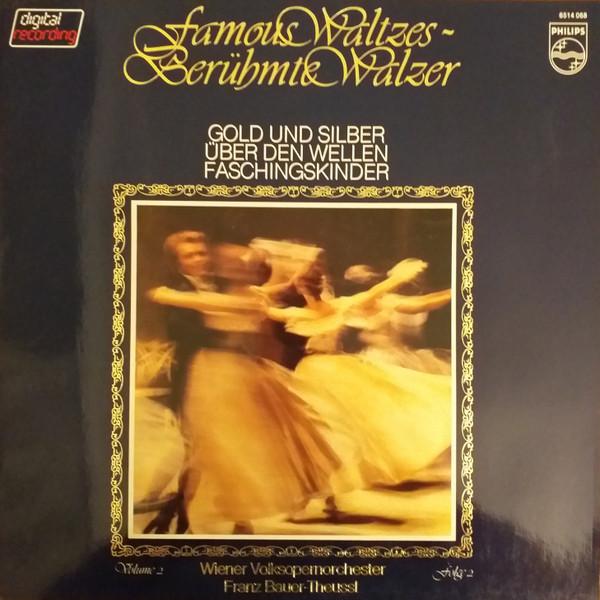 digital
recording
Famous Waltzes-
Berühmte Walzer
6514 068
PHILIPS
GOLD UND SILBER
ÜBER DEN WELLEN
FASCHINGSKINDER
Volume 2
Wiener Volksopernorchester
Franz Bauer-Theussl
Folge 2